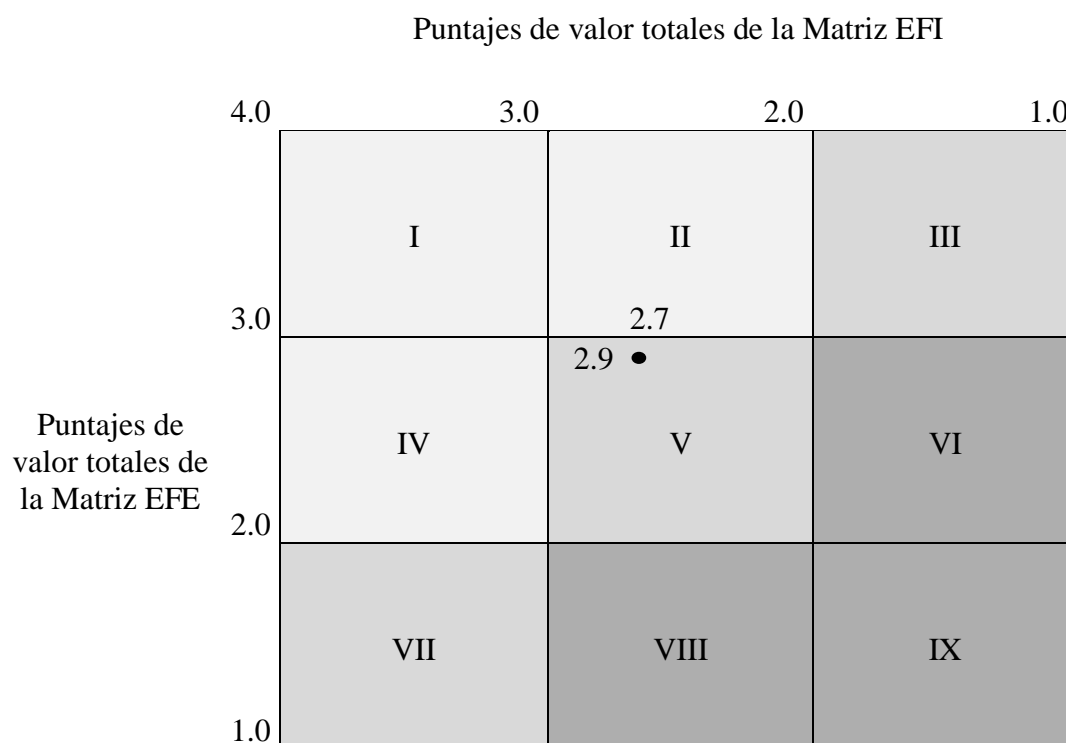 Puntajes de valor totales de la Matriz EFI
4.0 3.0 2.0 1.0
I II III
3.0 2.7
2.9
Puntajes de
valor totales de
la Matriz EFE
IV V VI
2.0
VII VIII IX
1.0